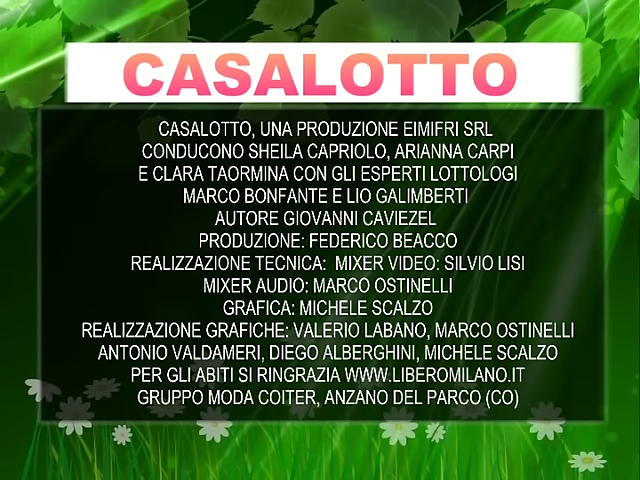 CASALOTTO
CASALOTTO, UNA PRODUZIONE EIMIFRI SRL
CONDUCONO SHEILA CAPRIOLO, ARIANNA CARPI
E CLARA TAORMINA CON GLI ESPERTI LOTTOLOGI
MARCO BONFANTE E LIO GALIMBERTI
AUTORE GIOVANNI CAVIEZEL
PRODUZIONE: FEDERICO BEACCO
REALIZZAZIONE TECNICA: MIXER VIDEO: SILVIO LISI
MIXER AUDIO: MARCO OSTINELLI
GRAFICA: MICHELE SCALZO
REALIZZAZIONE GRAFICHE: VALERIO LABANO, MARCO OSTINELLI
ANTONIO VALDAMERI, DIEGO ALBERGHINI, MICHELE SCALZO
PER GLI ABITI SI RINGRAZIA WWW.LIBEROMILANO.IT
GRUPPO MODA COITER, ANZANO DEL PARCO (CO)